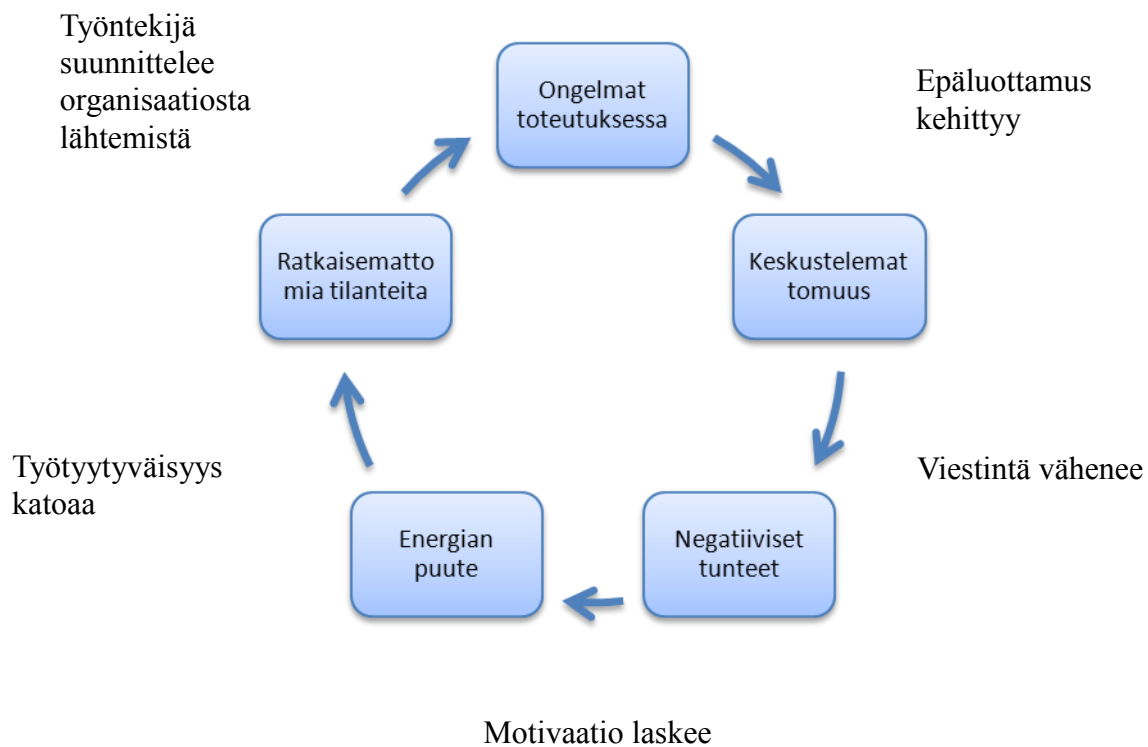 Työntekijä
suunnittelee
organisaatiosta
lähtemistä
Ongelmat
toteutuksessa
Epäluottamus
kehittyy
Ratkaisematto
mia tilanteita
Keskustelemat
tomuus
Työtyytyväisyys
katoaa
Viestintä vähenee
Energian
puute
Negatiiviset
tunteet
Motivaatio laskee